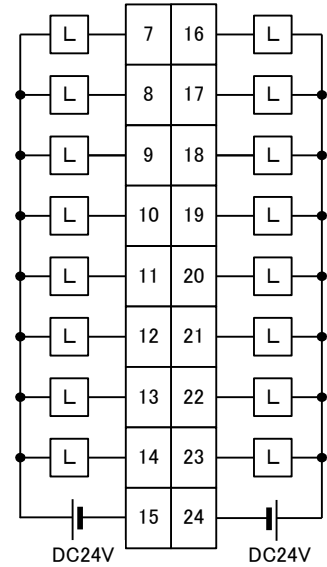 L 7 16 L
L 8 17 L
L 9 18 L
L 10 19 L
L 11 20 L
L 12 21 L
L 13 22 L
L 14 23 L
15 24
DC24V DC24V